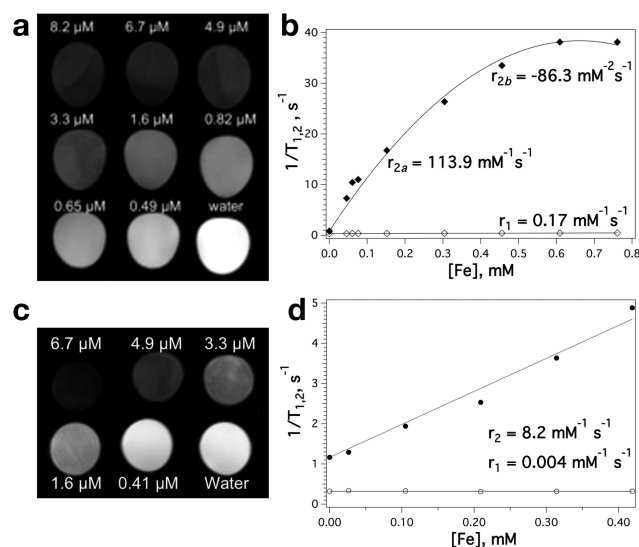 a
8.2 µM 6.7 µM 4.9 µM
3.3 µM 1.6 µM 0.82 µM
0.65 µM 0.49 µM water
b
40
30
20
10
0
1/T1,2, s-1
r2b = -86.3 mM-2s-1
r2a = 113.9 mM-1s-1
r1 = 0.17 mM-1s-1
0.0 0.1 0.2 0.3 0.4 0.5 0.6 0.7 0.8
[Fe], mM
c
6.7 µM 4.9 µM 3.3 µM
1.6 µM 0.41 µM Water
d
5
4
3
2
1
0
1/T1,2, s-1
r2 = 8.2 mM-1 s-1
r1 = 0.004 mM-1 s-1
0.00 0.10 0.20 0.30 0.40
[Fe], mM